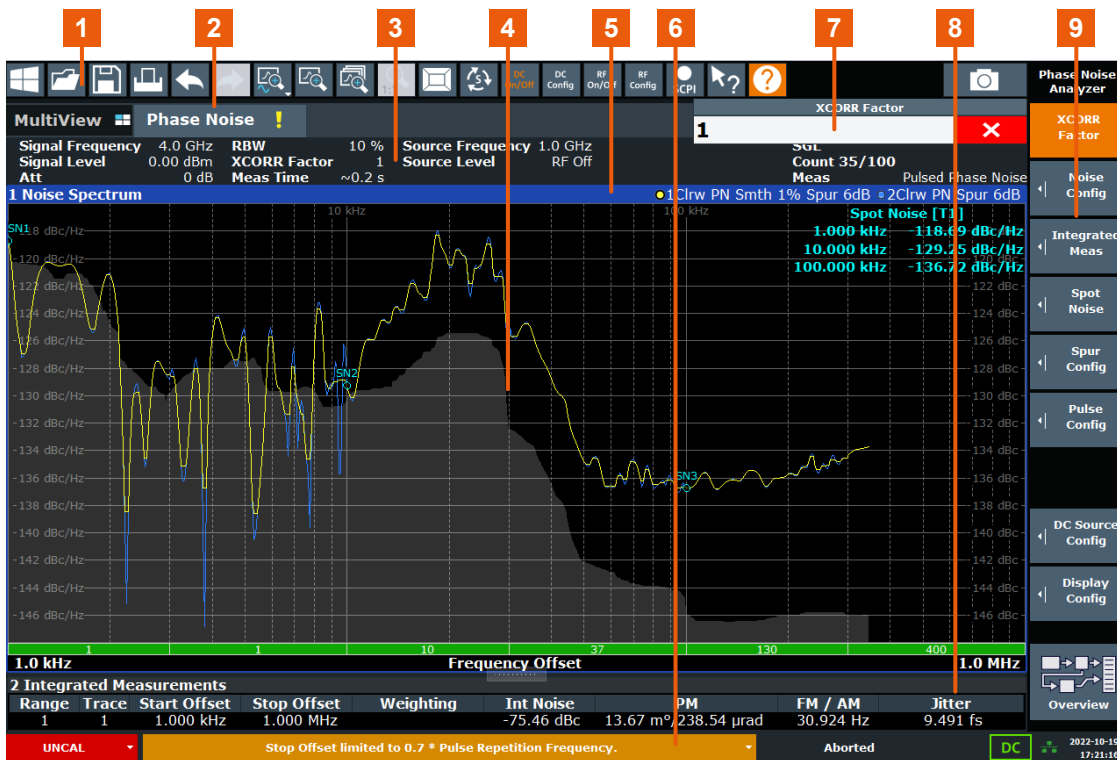 1 2 3 4 5 6 7 8 9
DC On/Off DC Config RF On/Off RF Config SCPI
Phase Noise Analyzer
MultiView Phase Noise !
XCORR Factor
1
Signal Frequency 4.0 GHz RBW 10 % Source Frequency 1.0 GHz SGL
Signal Level 0.00 dBm XCORR Factor 1 Source Level RF Off Count 35/100
Att 0 dB Meas Time ~0.2 s Meas Pulsed Phase Noise
1 Noise Spectrum 1Clrw PN Smth 1% Spur 6dB 2Clrw PN Spur 6dB
10 kHz 100 kHz
Spot Noise [T1]
1.000 kHz -118.69 dBc/Hz
10.000 kHz -129.25 dBc/Hz
100.000 kHz -136.72 dBc/Hz
SN1
-118 dBc/Hz
-120 dBc/Hz -120 dBc
-122 dBc/Hz -122 dBc
-124 dBc/Hz -124 dBc
-126 dBc/Hz -126 dBc
-128 dBc/Hz -128 dBc
SN2
-130 dBc/Hz -130 dBc
-132 dBc/Hz -132 dBc
-134 dBc/Hz -134 dBc
-136 dBc/Hz SN3 -136 dBc
-138 dBc/Hz -138 dBc
-140 dBc/Hz -140 dBc
-142 dBc/Hz -142 dBc
-144 dBc/Hz -144 dBc
-146 dBc/Hz -146 dBc
1 1 10 37 130 400
1.0 kHz Frequency Offset 1.0 MHz
2 Integrated Measurements
Range Trace Start Offset Stop Offset Weighting Int Noise PM FM / AM Jitter
1 1 1.000 kHz 1.000 MHz -75.46 dBc 13.67 m°/238.54 µrad 30.924 Hz 9.491 fs
UNCAL Stop Offset limited to 0.7 * Pulse Repetition Frequency. Aborted DC 2022-10-19
17:21:16
XCORR Factor
Noise Config
Integrated Meas
Spot Noise
Spur Config
Pulse Config
DC Source Config
Display Config
Overview